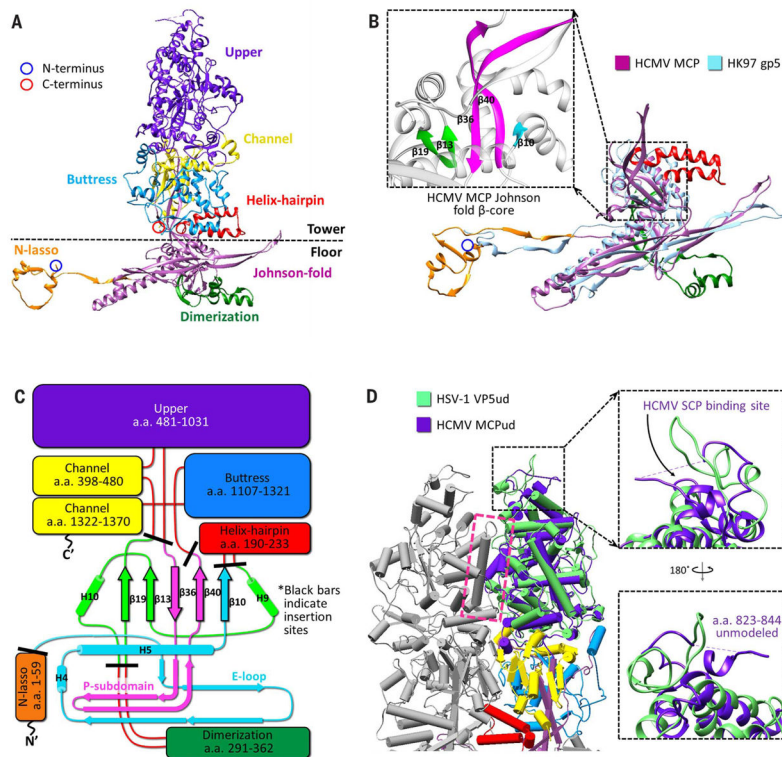 A
Upper
N-terminus
C-terminus
Channel
Buttress
Helix-hairpin
Tower
Floor
N-lasso
Johnson-fold
Dimerization
B
HCMV MCP
HK97 gp5
β40
β36
β13
β19
β10
HCMV MCP Johnson
fold β-core
C
Upper
a.a. 481-1031
Channel
a.a. 398-480
Buttress
a.a. 1107-1321
Channel
a.a. 1322-1370
C'
Helix-hairpin
a.a. 190-233
H10
β19
β13
β36
β40
β10
H9
*Black bars
indicate
insertion
sites
N-lasso
a.a. 1-59
N'
H5
H4
P-subdomain
E-loop
Dimerization
a.a. 291-362
D
HSV-1 VP5ud
HCMV MCPud
HCMV SCP binding site
180°
a.a. 823-844
unmodeled